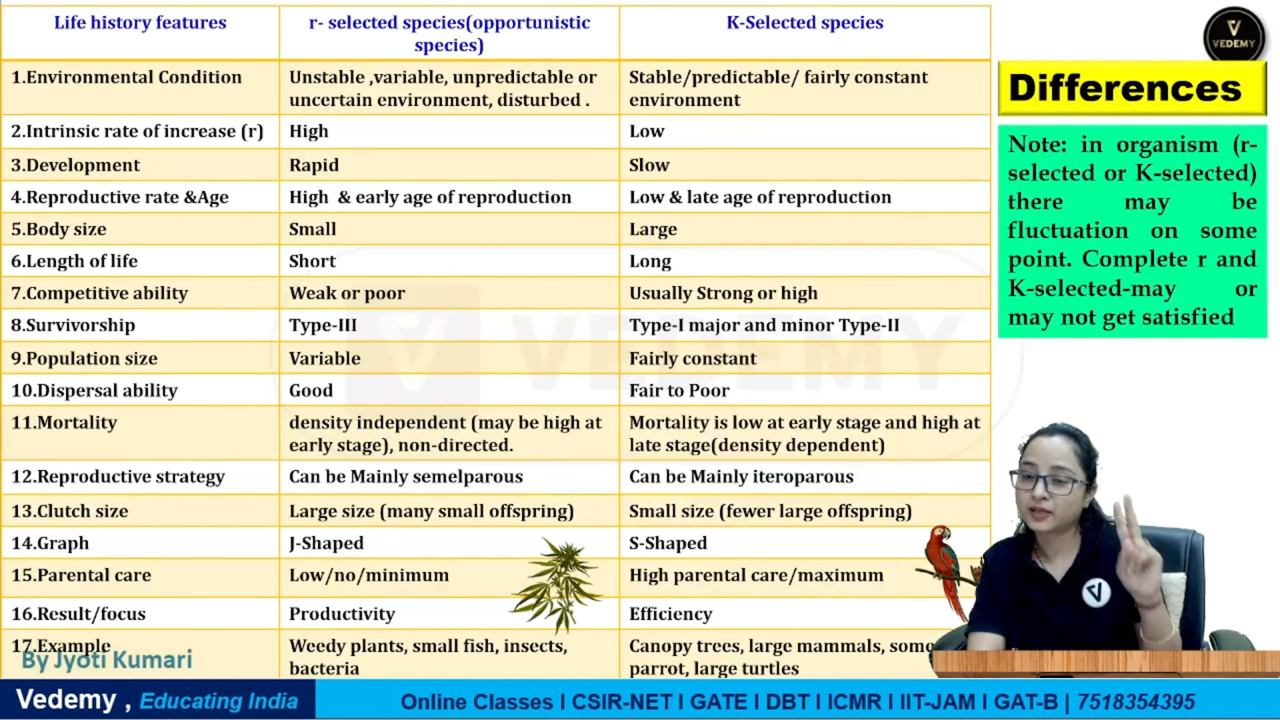 Life history features
r- selected species(opportunistic
species)
K-Selected species
1.Environmental Condition
Unstable ,variable, unpredictable or
uncertain environment, disturbed .
Stable/predictable/ fairly constant
environment
2.Intrinsic rate of increase (r)
High
Low
3.Development
Rapid
Slow
4.Reproductive rate &Age
High & early age of reproduction
Low & late age of reproduction
5.Body size
Small
Large
6.Length of life
Short
Long
7.Competitive ability
Weak or poor
Usually Strong or high
8.Survivorship
Type-III
Type-I major and minor Type-II
9.Population size
Variable
Fairly constant
10.Dispersal ability
Good
Fair to Poor
11.Mortality
density independent (may be high at
early stage), non-directed.
Mortality is low at early stage and high at
late stage(density dependent)
12.Reproductive strategy
Can be Mainly semelparous
Can be Mainly iteroparous
13.Clutch size
Large size (many small offspring)
Small size (fewer large offspring)
14.Graph
J-Shaped
S-Shaped
15.Parental care
Low/no/minimum
High parental care/maximum
16.Result/focus
Productivity
Efficiency
17.Example
Weedy plants, small fish, insects,
bacteria
Canopy trees, large mammals,
parrot, large turtles
VEDEMY
VEDEMY
Differences
Note: in organism (r-
selected or K-selected)
there may be
fluctuation on some
point. Complete r and
K-selected-may or
may not get satisfied
By Jyoti Kumari
Vedemy , Educating India
Online Classes I CSIR-NET I GATE I DBT I ICMR I IIT-JAM I GAT-B | 7518354395